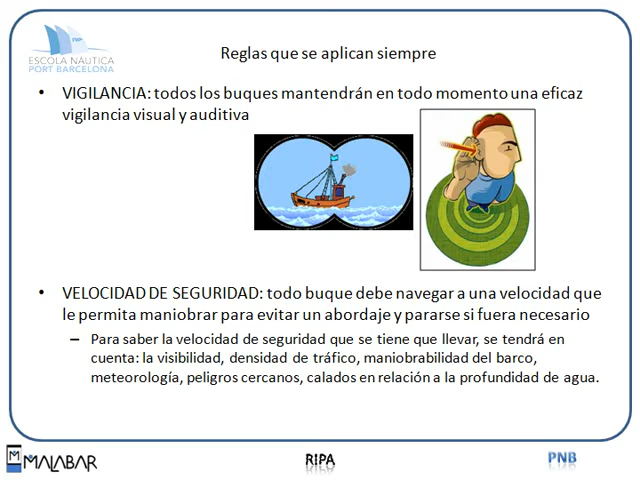 ESCOLA NÀUTICA
PORT BARCELONA
Reglas que se aplican siempre
• VIGILANCIA: todos los buques mantendrán en todo momento una eficaz
vigilancia visual y auditiva
• VELOCIDAD DE SEGURIDAD: todo buque debe navegar a una velocidad que
le permita maniobrar para evitar un abordaje y pararse si fuera necesario
– Para saber la velocidad de seguridad que se tiene que llevar, se tendrá en
cuenta: la visibilidad, densidad de tráfico, maniobrabilidad del barco,
meteorología, peligros cercanos, calados en relación a la profundidad de agua.
MALABAR
RIPA
PNB